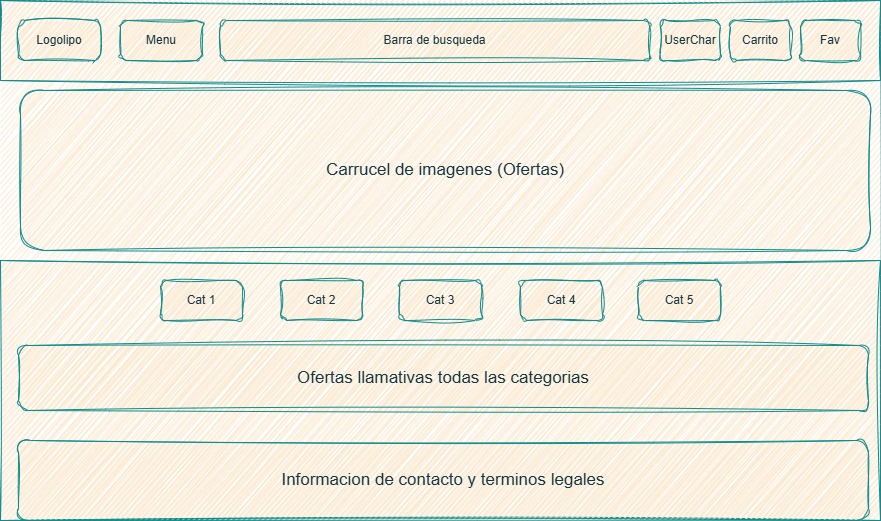 Logolipo
Menu
Barra de busqueda
UserChar
Carrito
Fav
Carrucel de imagenes (Ofertas)
Cat 1
Cat 2
Cat 3
Cat 4
Cat 5
Ofertas llamativas todas las categorias
Informacion de contacto y terminos legales